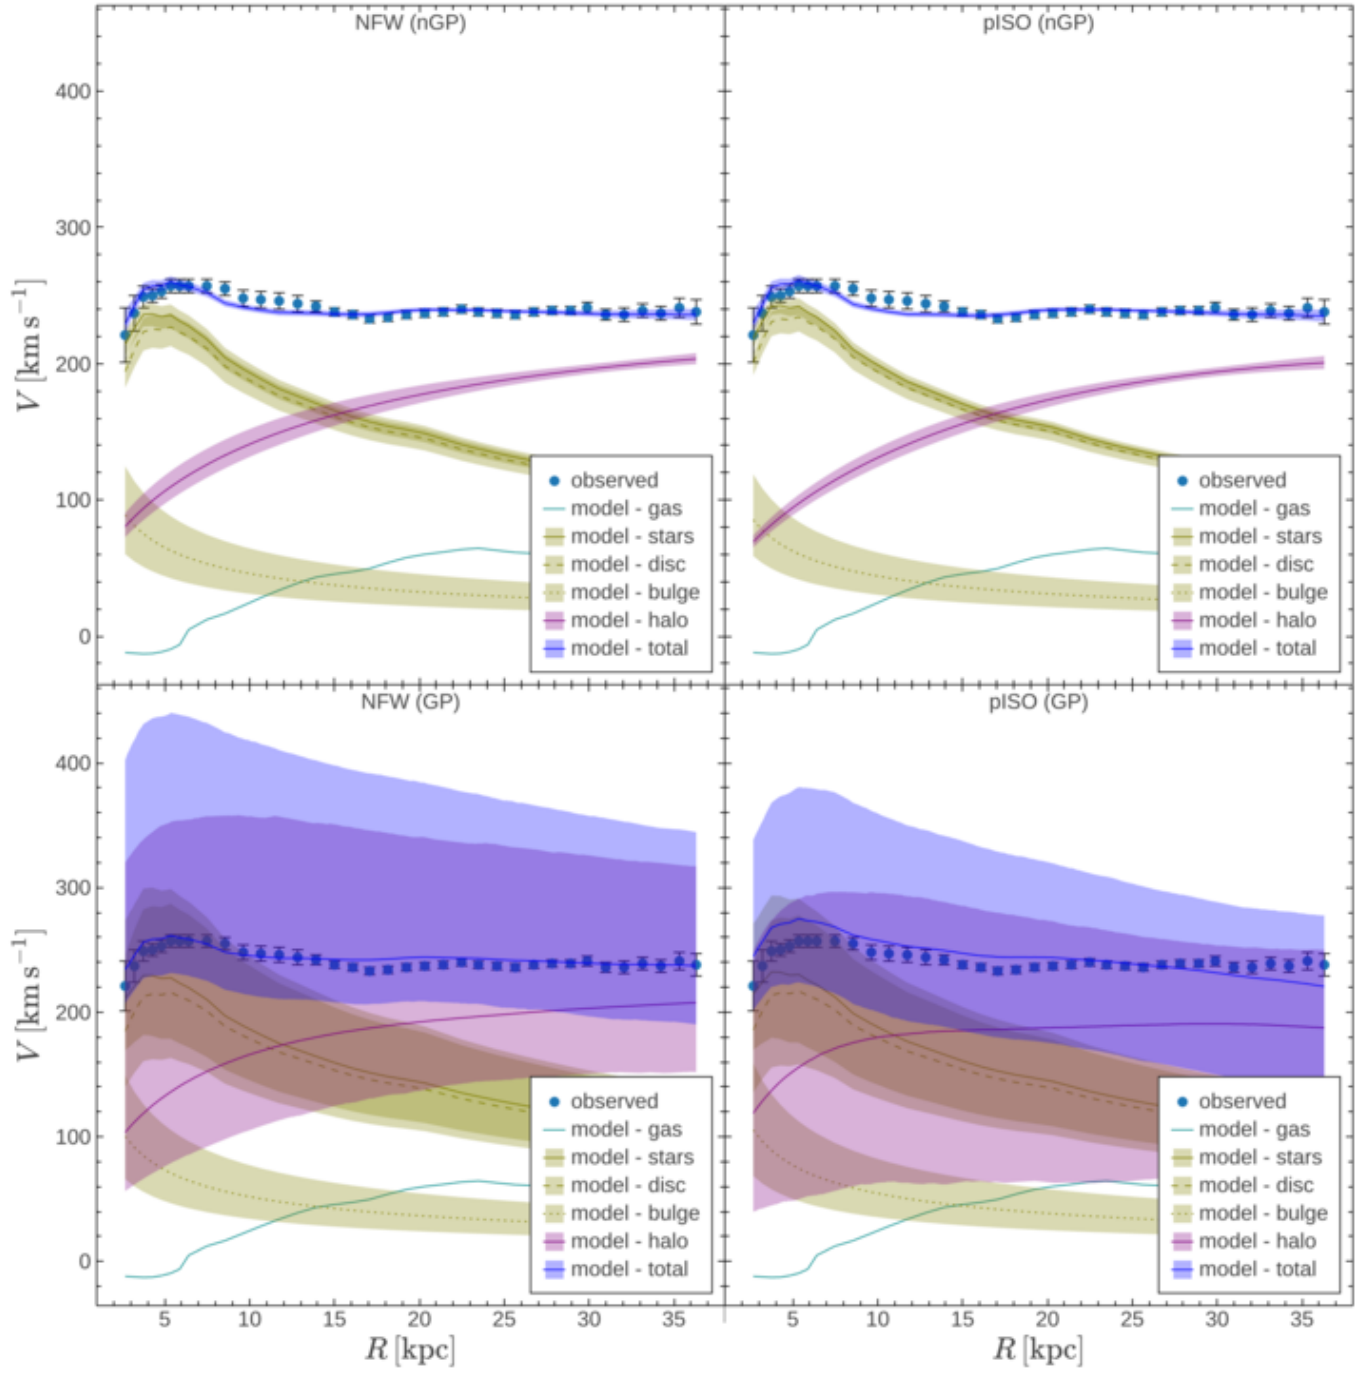 NFW (nGP)
pISO (nGP)
400
300
200
100
0
V [km s⁻¹]
observed
model - gas
model - stars
model - disc
model - bulge
model - halo
model - total
observed
model - gas
model - stars
model - disc
model - bulge
model - halo
model - total
NFW (GP)
pISO (GP)
400
300
200
100
0
V [km s⁻¹]
observed
model - gas
model - stars
model - disc
model - bulge
model - halo
model - total
observed
model - gas
model - stars
model - disc
model - bulge
model - halo
model - total
5 10 15 20 25 30 35
5 10 15 20 25 30 35
R [kpc]
R [kpc]